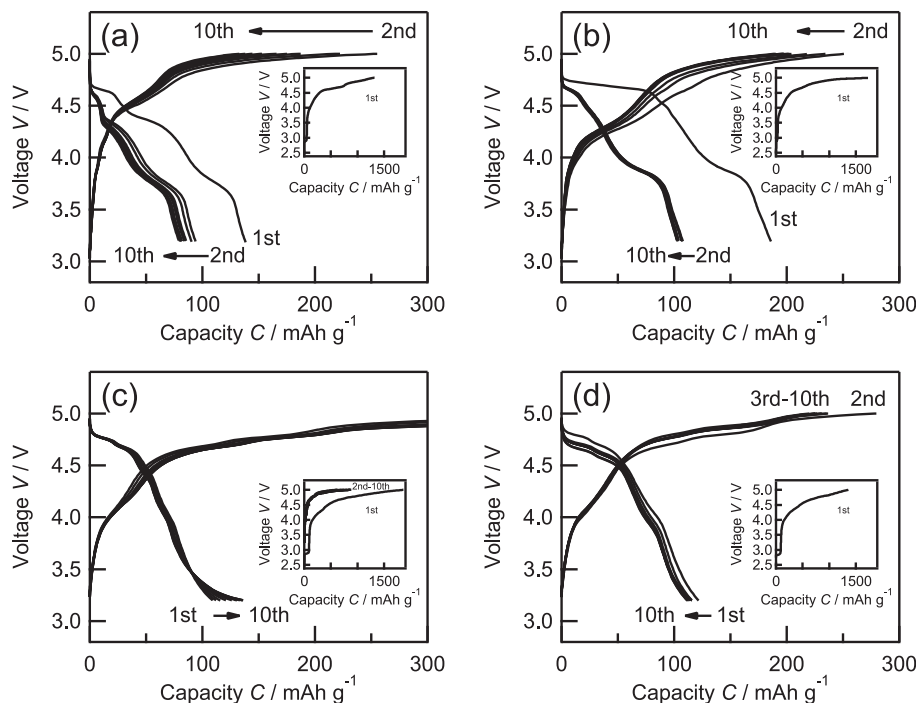 (a)
10th
2nd
5.0
4.5
4.0
3.5
3.0
Voltage V / V
1st
10th
2nd
0
100
200
300
Capacity C / mAh g-1
Voltage V / V
5.0
4.5
4.0
3.5
3.0
2.5
1st
0
1500
Capacity C / mAh g-1
(b)
10th
2nd
5.0
4.5
4.0
3.5
3.0
Voltage V / V
1st
10th
2nd
0
100
200
300
Capacity C / mAh g-1
Voltage V / V
5.0
4.5
4.0
3.5
3.0
2.5
1st
0
1500
Capacity C / mAh g-1
(c)
5.0
4.5
4.0
3.5
3.0
Voltage V / V
1st
10th
0
100
200
300
Capacity C / mAh g-1
Voltage V / V
5.0
4.5
4.0
3.5
3.0
2.5
2nd-10th
1st
0
1500
Capacity C / mAh g-1
(d)
3rd-10th
2nd
5.0
4.5
4.0
3.5
3.0
Voltage V / V
10th
1st
0
100
200
300
Capacity C / mAh g-1
Voltage V / V
5.0
4.5
4.0
3.5
3.0
2.5
1st
0
1500
Capacity C / mAh g-1